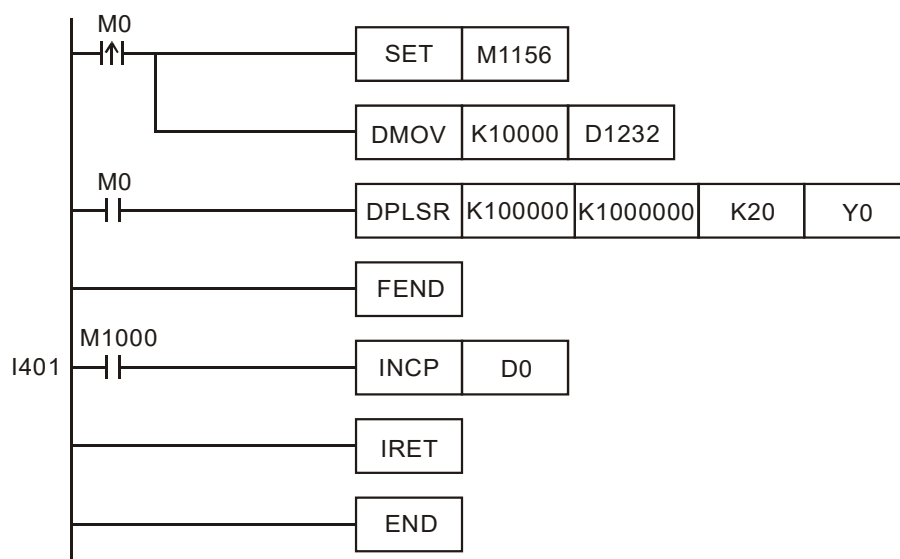 M0
SET M1156
DMOV K10000 D1232
M0
DPLSR K100000 K1000000 K20 Y0
FEND
M1000
I401 INCP D0
IRET
END